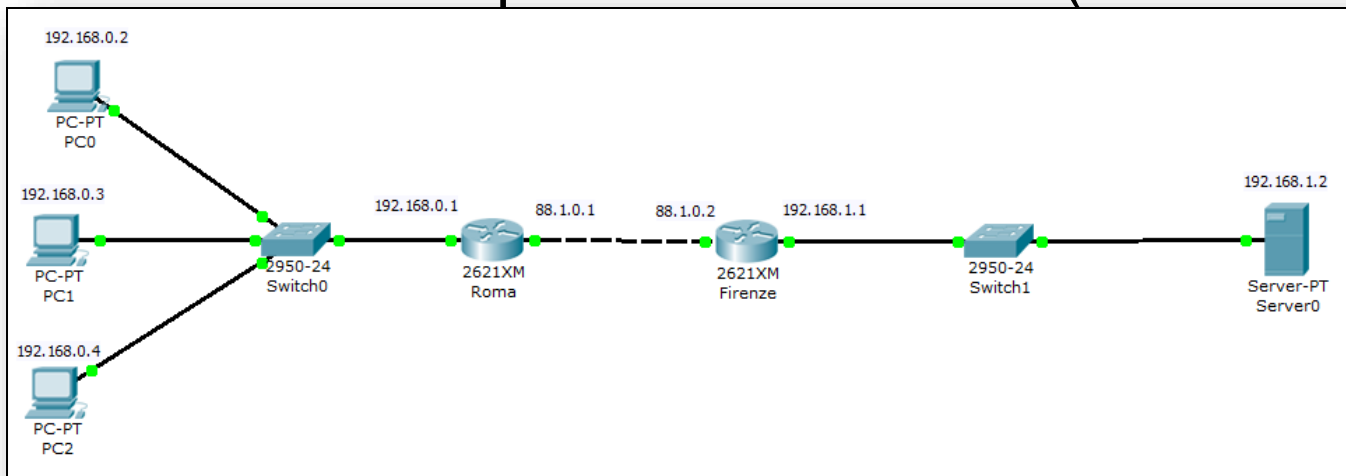 192.168.0.2
PC-PT
PC0
192.168.0.3
PC-PT
PC1
192.168.0.4
PC-PT
PC2
2950-24
Switch0
192.168.0.1
2621XM
Roma
88.1.0.1
88.1.0.2
2621XM
Firenze
192.168.1.1
2950-24
Switch1
192.168.1.2
Server-PT
Server0